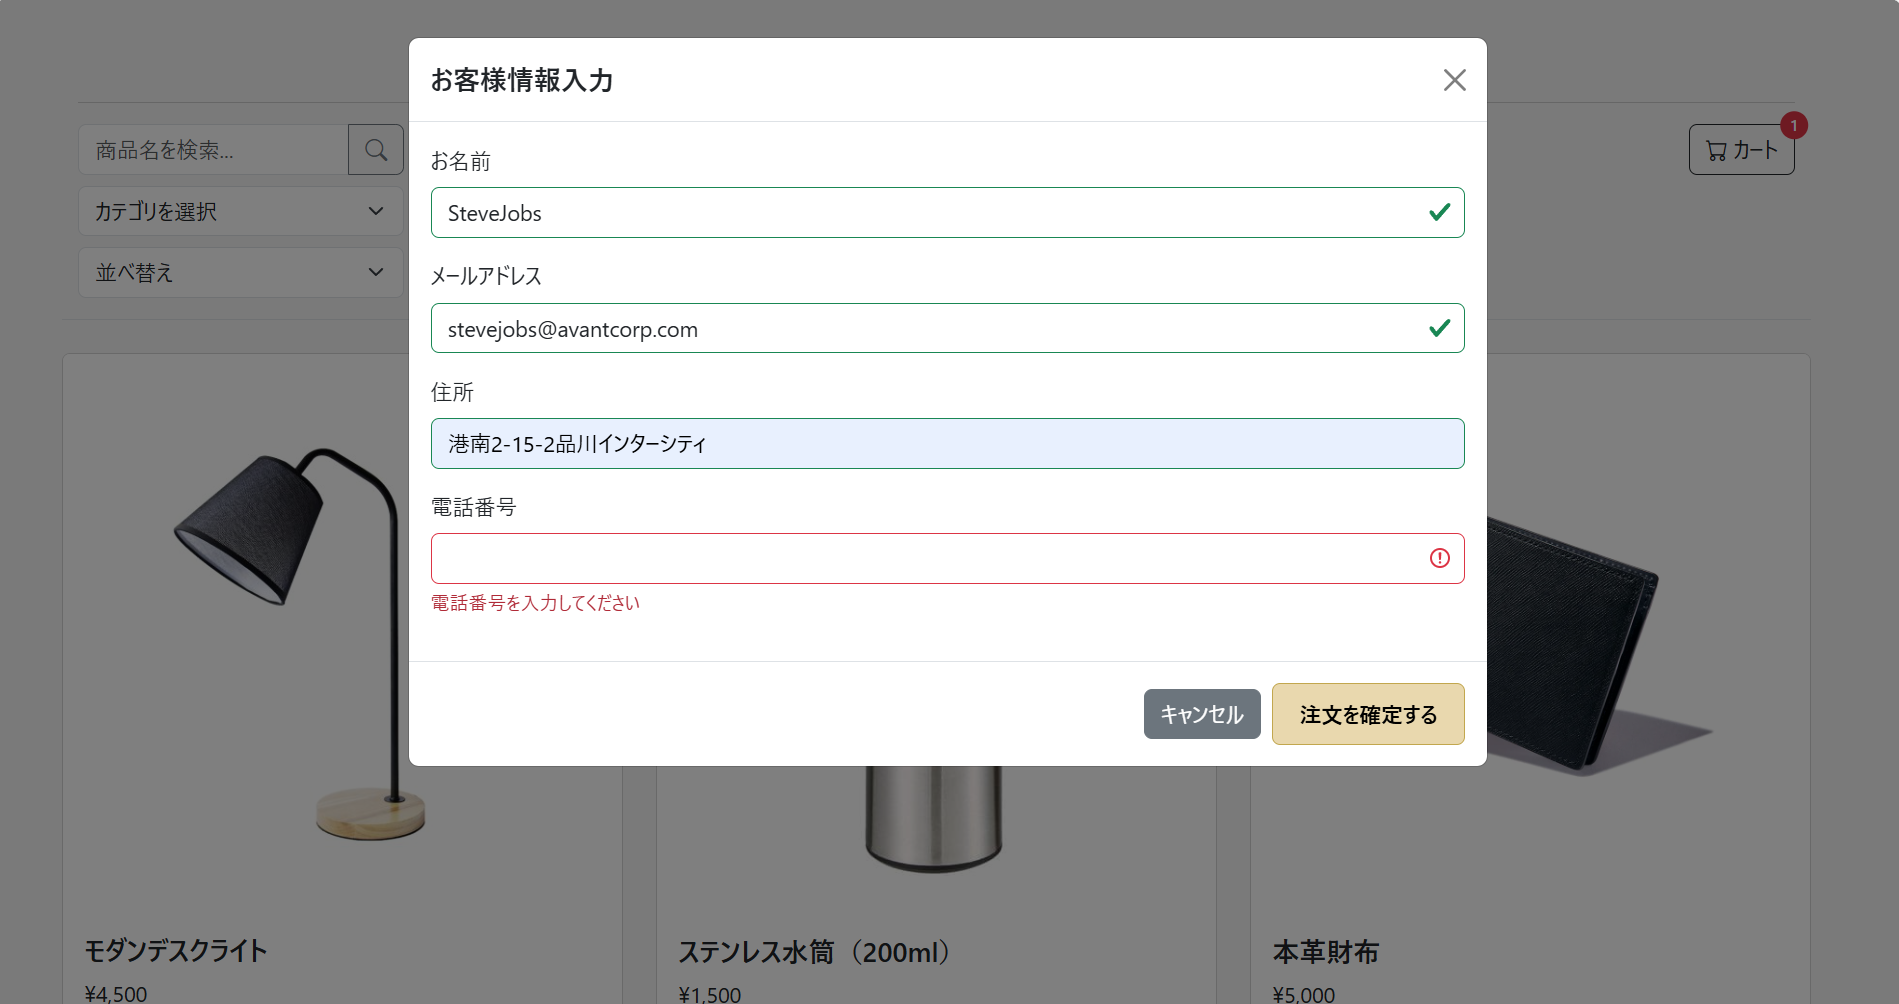 お客様情報入力
商品名を検索...
カテゴリを選択
並べ替え
カート
1
お名前
SteveJobs
メールアドレス
stevejobs@avantcorp.com
住所
港南2-15-2品川インターシティ
電話番号
電話番号を入力してください
キャンセル
注文を確定する
モダンデスクライト
¥4,500
ステンレス水筒（200ml）
¥1,500
本革財布
¥5,000